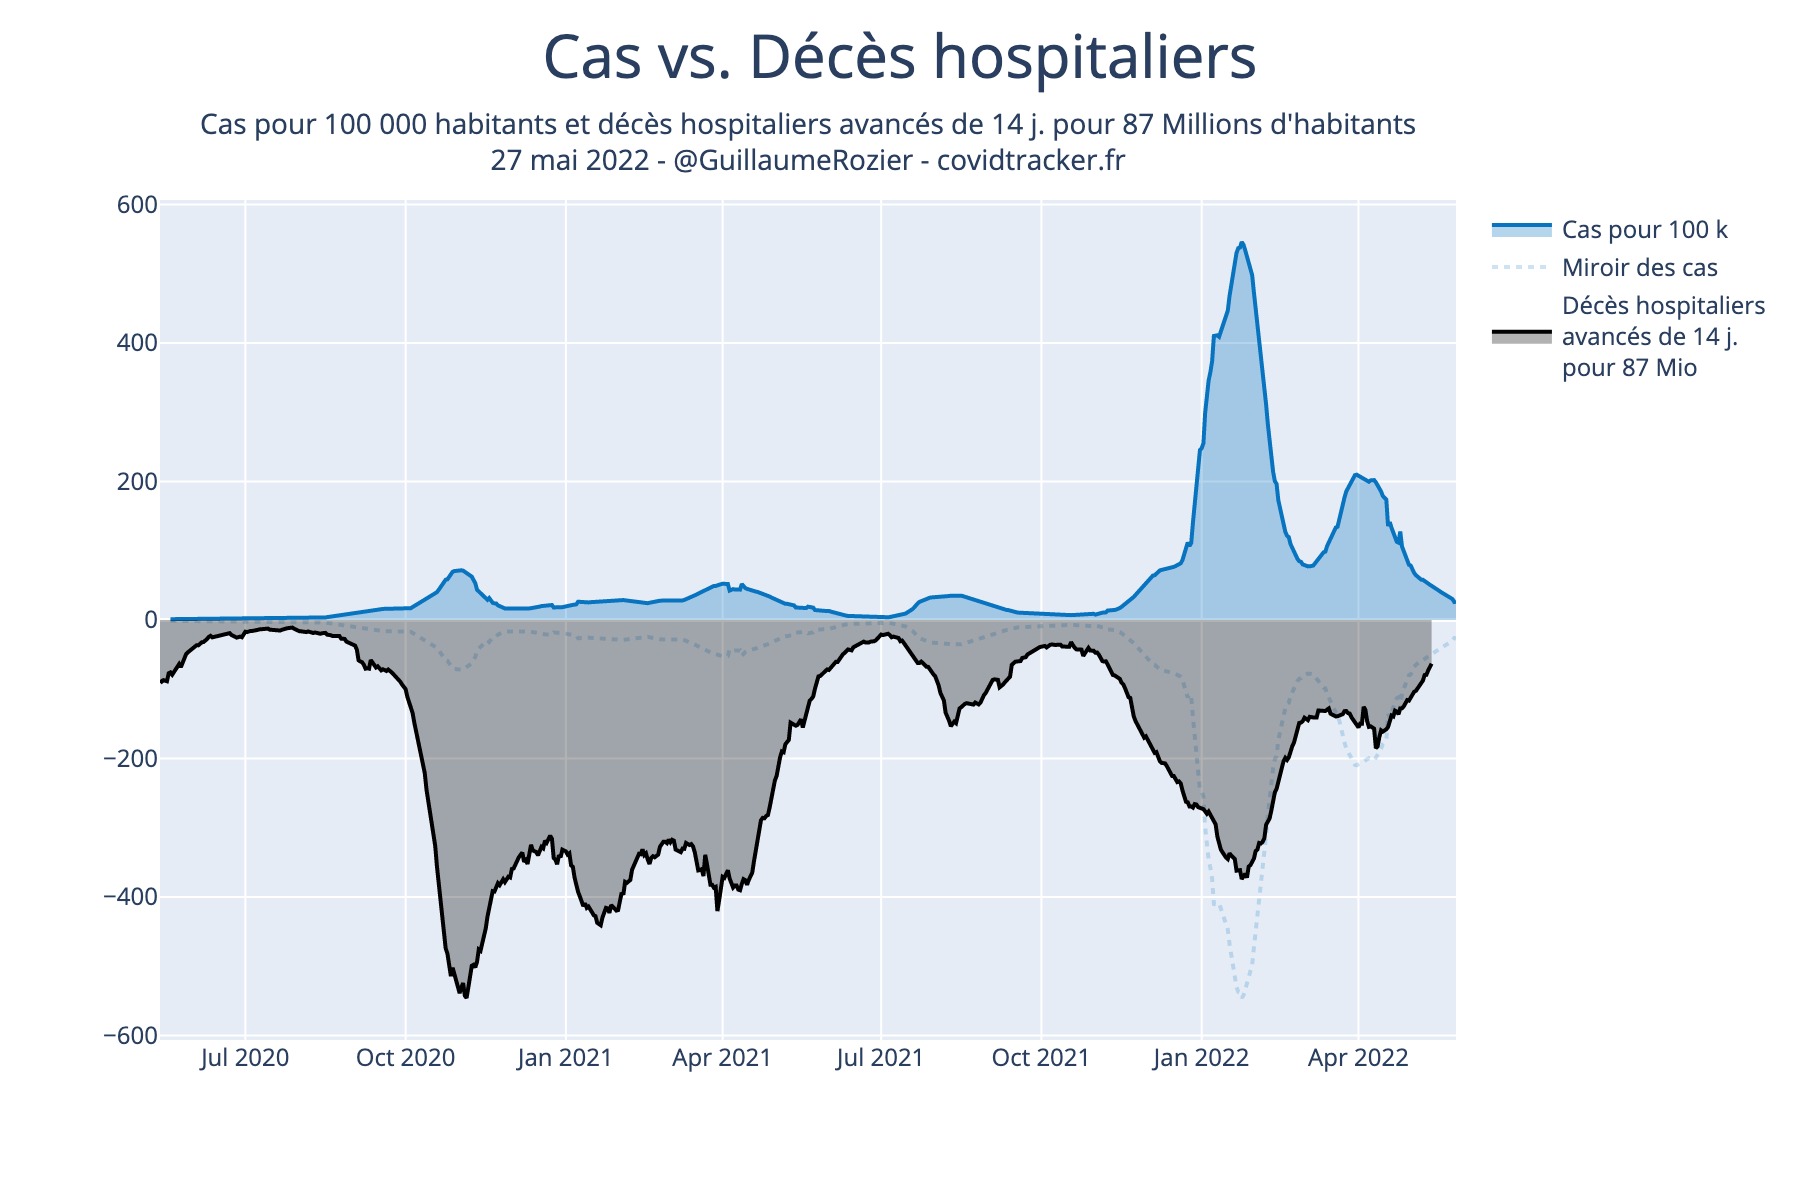 Cas vs. Décès hospitaliers
Cas pour 100 000 habitants et décès hospitaliers avancés de 14 j. pour 87 Millions d'habitants
27 mai 2022 - @GuillaumeRozier - covidtracker.fr
600
400
200
0
−200
−400
−600
Jul 2020
Oct 2020
Jan 2021
Apr 2021
Jul 2021
Oct 2021
Jan 2022
Apr 2022
Cas pour 100 k
Miroir des cas
Décès hospitaliers
avancés de 14 j.
pour 87 Mio